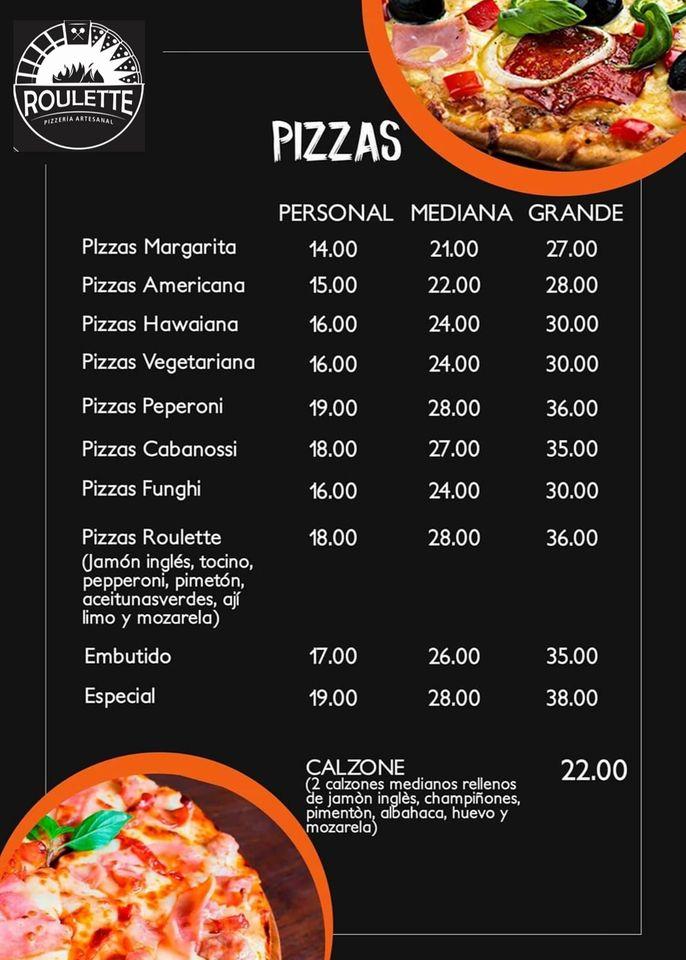 ROULETTE
PIZZERÍA ARTESANAL
PIZZAS
PERSONAL MEDIANA GRANDE
PIzzas Margarita 14.00 21.00 27.00
Pizzas Americana 15.00 22.00 28.00
Pizzas Hawaiana 16.00 24.00 30.00
Pizzas Vegetariana 16.00 24.00 30.00
Pizzas Peperoni 19.00 28.00 36.00
Pizzas Cabanossi 18.00 27.00 35.00
Pizzas Funghi 16.00 24.00 30.00
Pizzas Roulette 18.00 28.00 36.00
(Jamón inglés, tocino,
pepperoni, pimetón,
aceitunasverdes, ají
limo y mozarela)
Embutido 17.00 26.00 35.00
Especial 19.00 28.00 38.00
CALZONE 22.00
(2 calzones medianos rellenos
de jamòn inglès, champiñones,
pimentòn, albahaca, huevo y
mozarela)